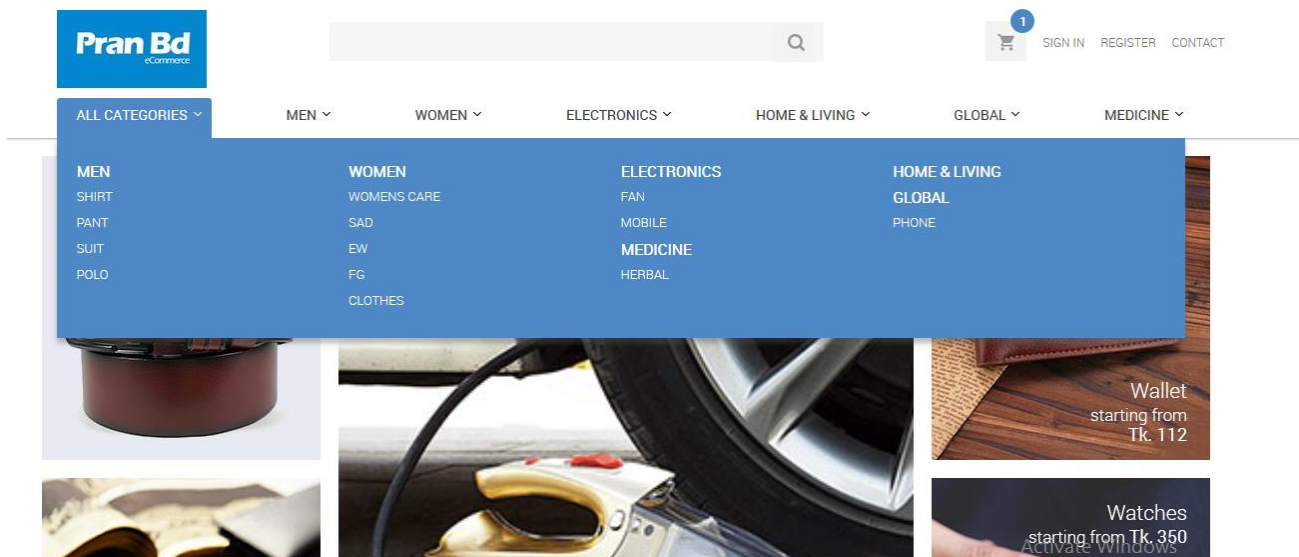 Pran Bd
eCommerce
1
SIGN IN REGISTER CONTACT
ALL CATEGORIES MEN WOMEN ELECTRONICS HOME & LIVING GLOBAL MEDICINE
MEN
SHIRT
PANT
SUIT
POLO
WOMEN
WOMENS CARE
SAD
EW
FG
CLOTHES
ELECTRONICS
FAN
MOBILE
MEDICINE
HERBAL
HOME & LIVING
GLOBAL
PHONE
Wallet
starting from
Tk. 112
Watches
starting from Tk. 350
Activate Windows